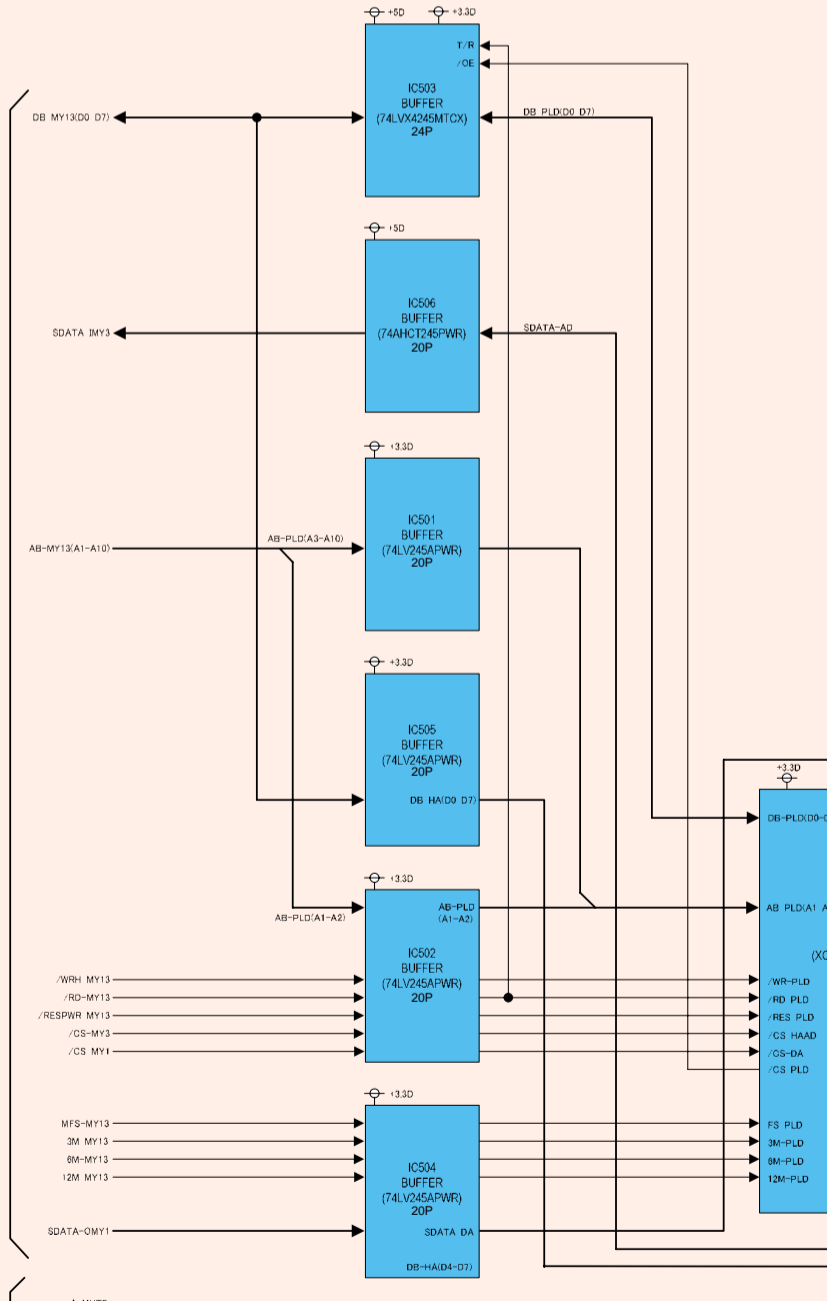 +5D
+3.3D
T/R
/OE
IC503
BUFFER
(74LVX4245MTCX)
24P
DB MY13(D0 D7)
DB PLD(D0 D7)
+5D
IC506
BUFFER
(74AHCT245PWR)
20P
SDATA IMY3
SDATA-AD
+3.3D
IC501
BUFFER
(74LV245APWR)
20P
AB-MY13(A1-A10)
AB-PLD(A3-A10)
+3.3D
IC505
BUFFER
(74LV245APWR)
20P
DB HA(D0 D7)
+3.3D
DB-PLD(D0-D
+3.3D
AB-PLD
(A1-A2)
AB-PLD(A1-A2)
AB PLD(A1 A
IC502
BUFFER
(74LV245APWR)
20P
(XC
/WRH MY13
/RD-MY13
/RESPWR MY13
/CS-MY3
/CS MY1
/WR-PLD
/RD PLD
/RES PLD
/CS HAAD
/CS-DA
/CS PLD
+3.3D
MFS-MY13
3M MY13
6M-MY13
12M MY13
IC504
BUFFER
(74LV245APWR)
20P
FS PLD
3M-PLD
6M-PLD
12M-PLD
SDATA-OMY1
SDATA DA
DB-HA(D4-D7)